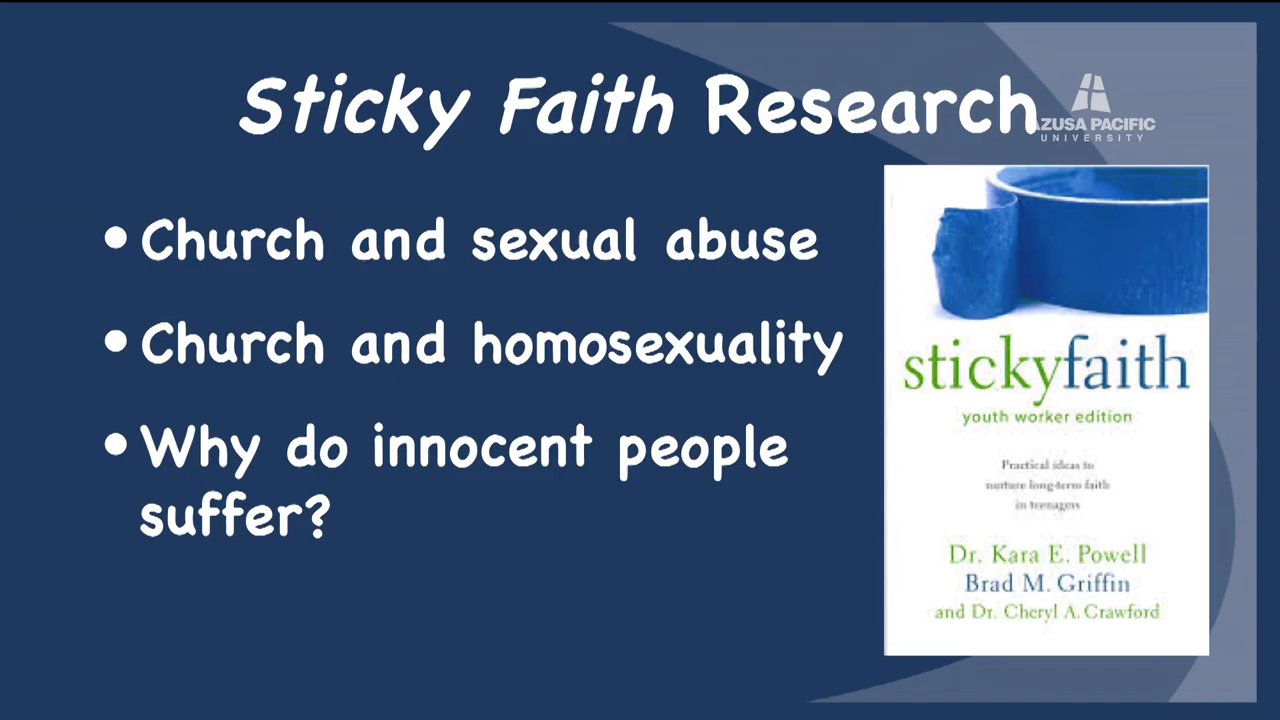 Sticky Faith Research
AZUSA PACIFIC
UNIVERSITY
• Church and sexual abuse
• Church and homosexuality
• Why do innocent people
suffer?
stickyfaith
youth worker edition
Practical ideas to
nurture long-term faith
in teenagers
Dr. Kara E. Powell
Brad M. Griffin
and Dr. Cheryl A. Crawford